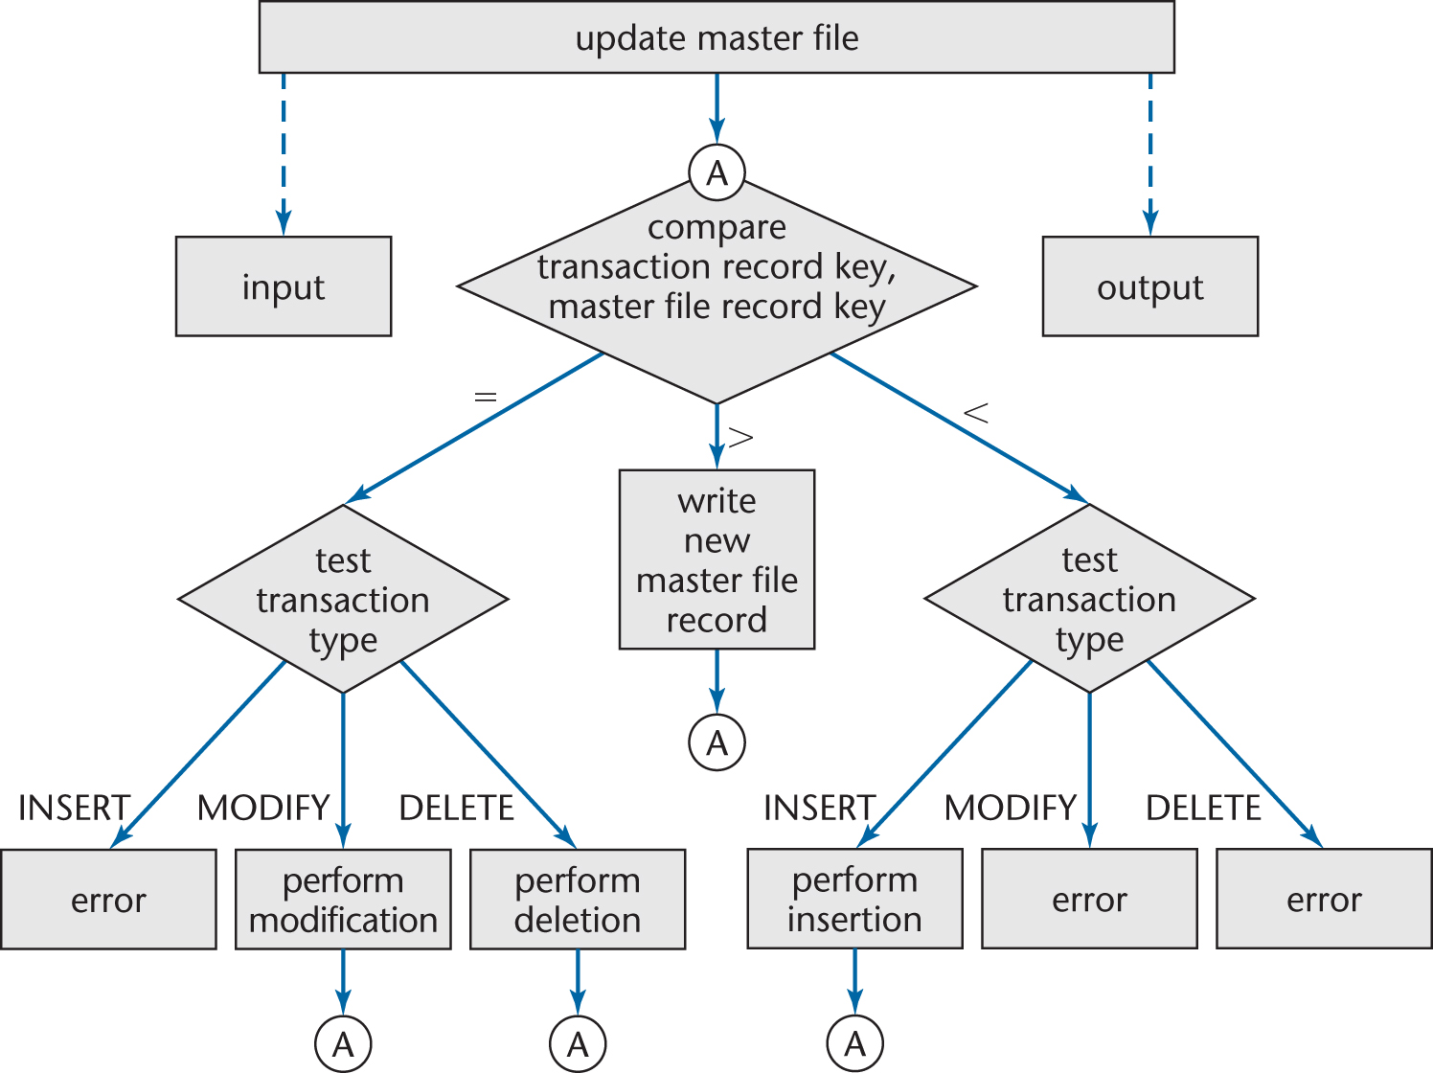 update master file
A
compare
transaction record key,
master file record key
input
output
=
>
<
test
transaction
type
write
new
master file
record
test
transaction
type
A
INSERT
MODIFY
DELETE
INSERT
MODIFY
DELETE
error
perform
modification
perform
deletion
perform
insertion
error
error
A
A
A